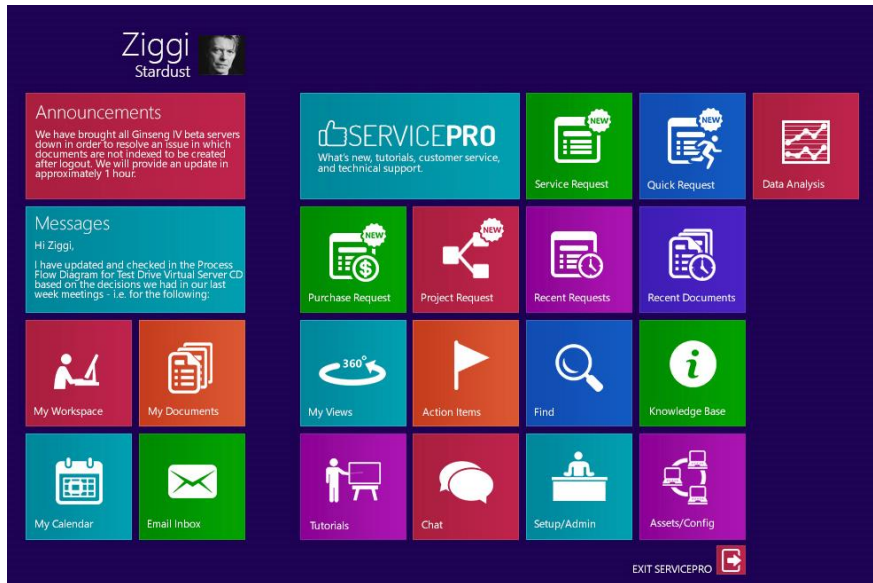 Ziggi
Stardust
Announcements
We have brought all Ginseng IV beta servers
down in order to resolve an issue in which
documents are not indexed to be created
after logout. We will provide an update in
approximately 1 hour.
SERVICEPRO
What's new, tutorials, customer service,
and technical support.
NEW
Service Request
NEW
Quick Request
Data Analysis
Messages
Hi Ziggi,
I have updated and checked in the Process
Flow Diagram for Test Drive Virtual Server CD
based on the decisions we had in our last
week meetings - i.e. for the following:
NEW
Purchase Request
NEW
Project Request
Recent Requests
Recent Documents
My Workspace
My Documents
360°
My Views
Action Items
Find
Knowledge Base
My Calendar
Email Inbox
Tutorials
Chat
Setup/Admin
Assets/Config
EXIT SERVICEPRO